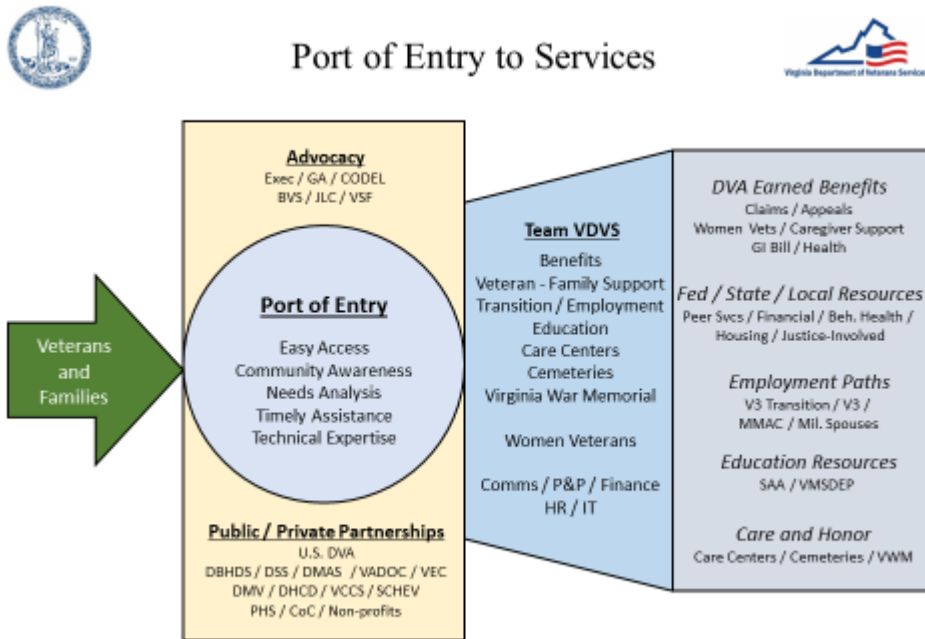 Port of Entry to Services
Virginia Department of Veterans Services
Veterans
and
Families
Advocacy
Exec / GA / CODEL
BVS / JLC / VSF
Port of Entry
Easy Access
Community Awareness
Needs Analysis
Timely Assistance
Technical Expertise
Public / Private Partnerships
U.S. DVA
DBHDS / DSS / DMAS / VADOC / VEC
DMV / DHCD / VCCS / SCHEV
PHS / CoC / Non-profits
Team VDVS
Benefits
Veteran - Family Support
Transition / Employment
Education
Care Centers
Cemeteries
Virginia War Memorial
Women Veterans
Comms / P&P / Finance
HR / IT
DVA Earned Benefits
Claims / Appeals
Women Vets / Caregiver Support
GI Bill / Health
Fed / State / Local Resources
Peer Svcs / Financial / Beh. Health /
Housing / Justice-Involved
Employment Paths
V3 Transition / V3 /
MMAC / Mil. Spouses
Education Resources
SAA / VMSDEP
Care and Honor
Care Centers / Cemeteries / VWM